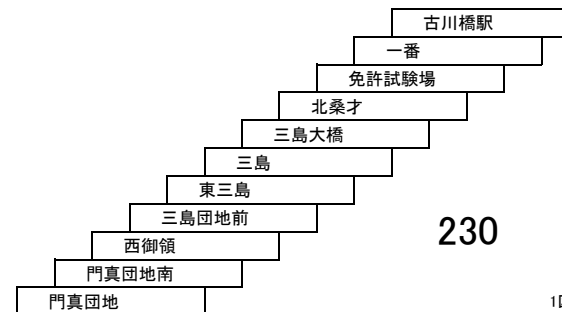 古川橋駅
一番
免許試験場
北桑才
三島大橋
三島
東三島
三島団地前
西御領
230
門真団地南
門真団地
1